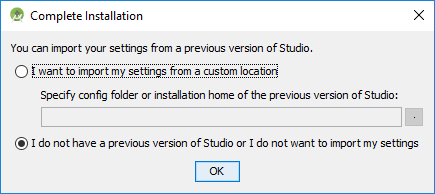 Complete Installation
You can import your settings from a previous version of Studio.
I want to import my settings from a custom location
Specify config folder or installation home of the previous version of Studio:
.
I do not have a previous version of Studio or I do not want to import my settings
OK